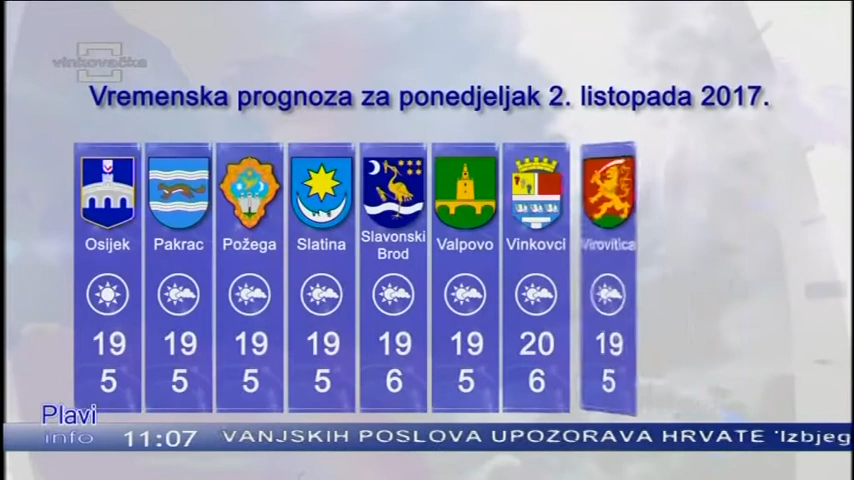 vinkovačka
Vremenska prognoza za ponedjeljak 2. listopada 2017.
Osijek
19
5
Pakrac
19
5
Požega
19
5
Slatina
19
5
Slavonski
Brod
19
6
Valpovo
19
5
Vinkovci
20
6
Virovitica
19
5
Plavi
info
11:07 VANJSKIH POSLOVA UPOZORAVA HRVATE 'Izbjeg